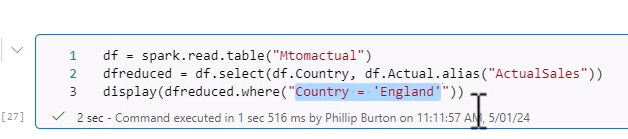 1 df = spark.read.table("Mtomactual")
2 dfreduced = df.select(df.Country, df.Actual.alias("ActualSales"))
3 display(dfreduced.where("Country = 'England'"))
[27] 2 sec - Command executed in 1 sec 516 ms by Phillip Burton on 11:11:57 AM, 5/01/24